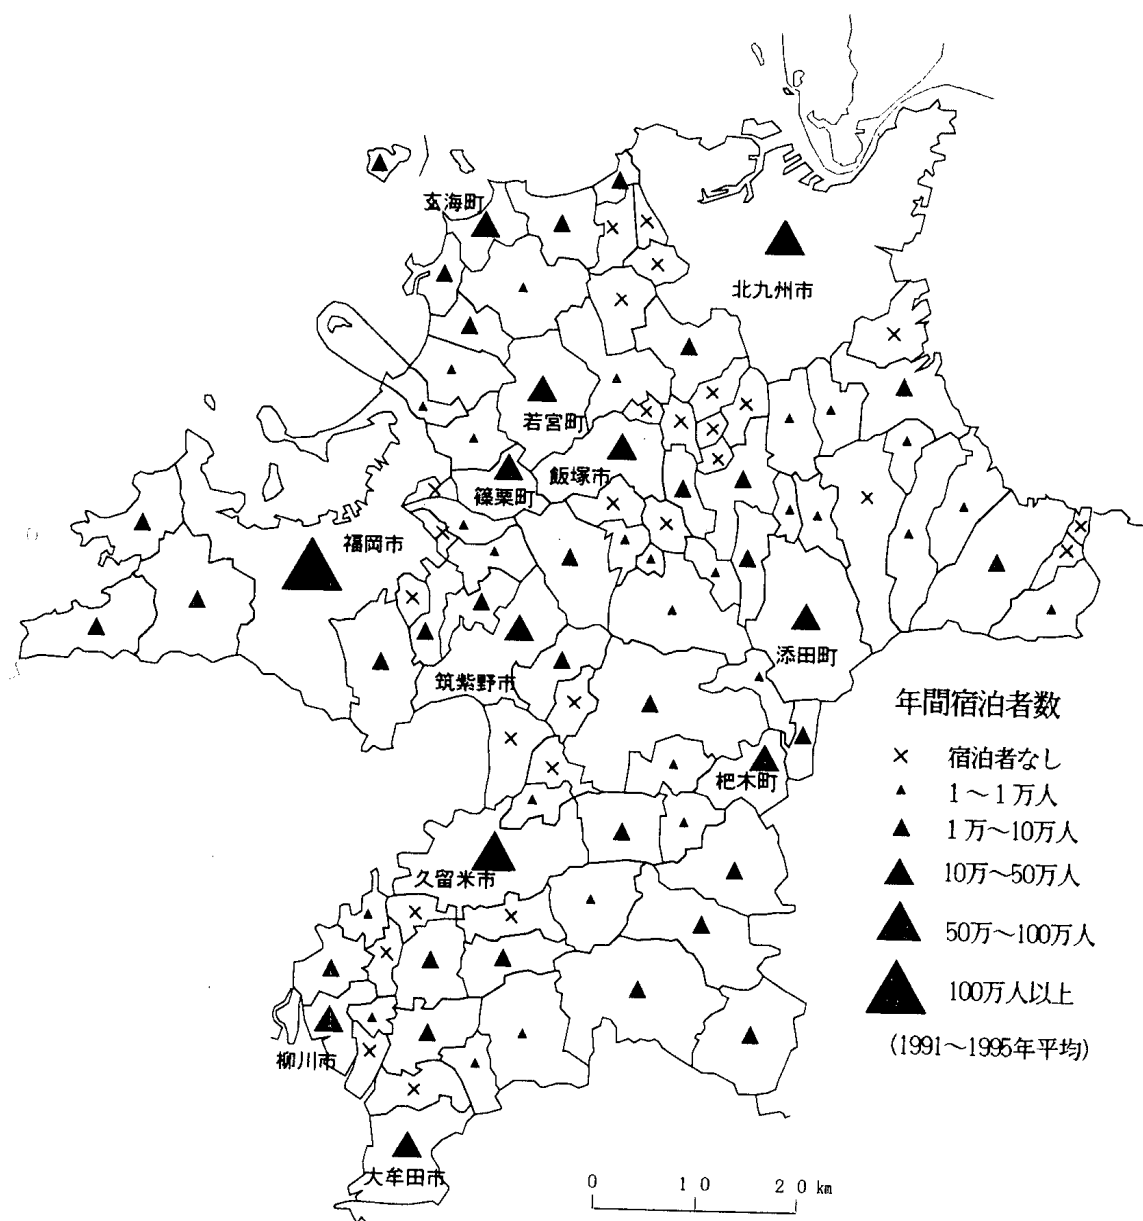 玄海町
北九州市
若宮町
飯塚市
篠栗町
福岡市
添田町
筑紫野市
杷木町
久留米市
柳川市
大牟田市
年間宿泊者数
× 宿泊者なし
▲ 1～1万人
▲ 1万～10万人
▲ 10万～50万人
▲ 50万～100万人
▲ 100万人以上
(1991～1995年平均)
0 10 20㎞